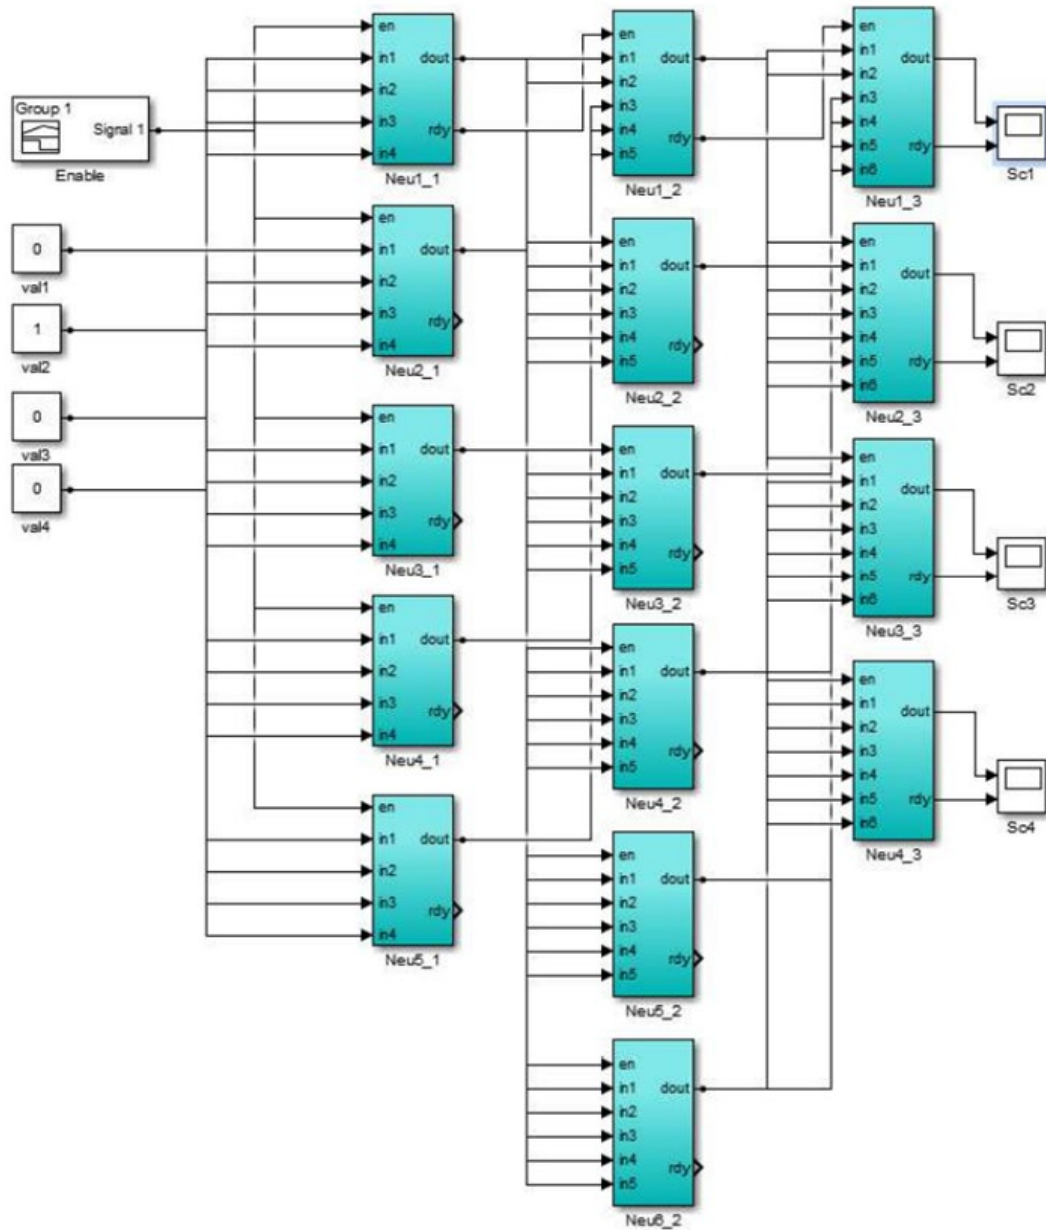 Group 1
Signal 1
Enable
0
val1
1
val2
0
val3
0
val4
en
in1
in2
in3
in4
dout
rdy
Neu1_1
en
in1
in2
in3
in4
dout
rdy
Neu2_1
en
in1
in2
in3
in4
dout
rdy
Neu3_1
en
in1
in2
in3
in4
dout
rdy
Neu4_1
en
in1
in2
in3
in4
dout
rdy
Neu5_1
en
in1
in2
in3
in4
in5
dout
rdy
Neu1_2
en
in1
in2
in3
in4
in5
dout
rdy
Neu2_2
en
in1
in2
in3
in4
in5
dout
rdy
Neu3_2
en
in1
in2
in3
in4
in5
dout
rdy
Neu4_2
en
in1
in2
in3
in4
in5
dout
rdy
Neu5_2
en
in1
in2
in3
in4
in5
dout
rdy
Neu6_2
en
in1
in2
in3
in4
in5
in6
dout
rdy
Neu1_3
en
in1
in2
in3
in4
in5
in6
dout
rdy
Neu2_3
en
in1
in2
in3
in4
in5
in6
dout
rdy
Neu3_3
en
in1
in2
in3
in4
in5
in6
dout
rdy
Neu4_3
Sc1
Sc2
Sc3
Sc4